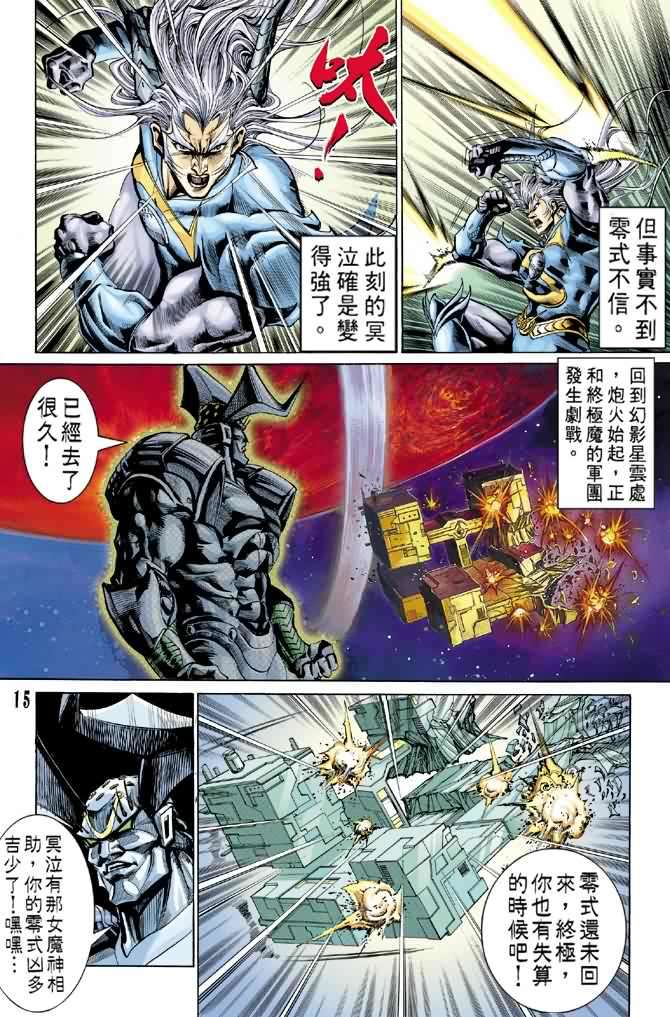 但事實不到
零式不信。
吠！
此刻的冥
泣確是變
得強了。
回到幻影星雲處
，炮火始起，正
和終極魔的軍團
發生劇戰。
已經去了
很久！
零式還未回
來，終極，
你也有失算
的時候吧！
冥泣有那女魔神相
助，你的零式凶多
吉少了！嘿嘿…
15